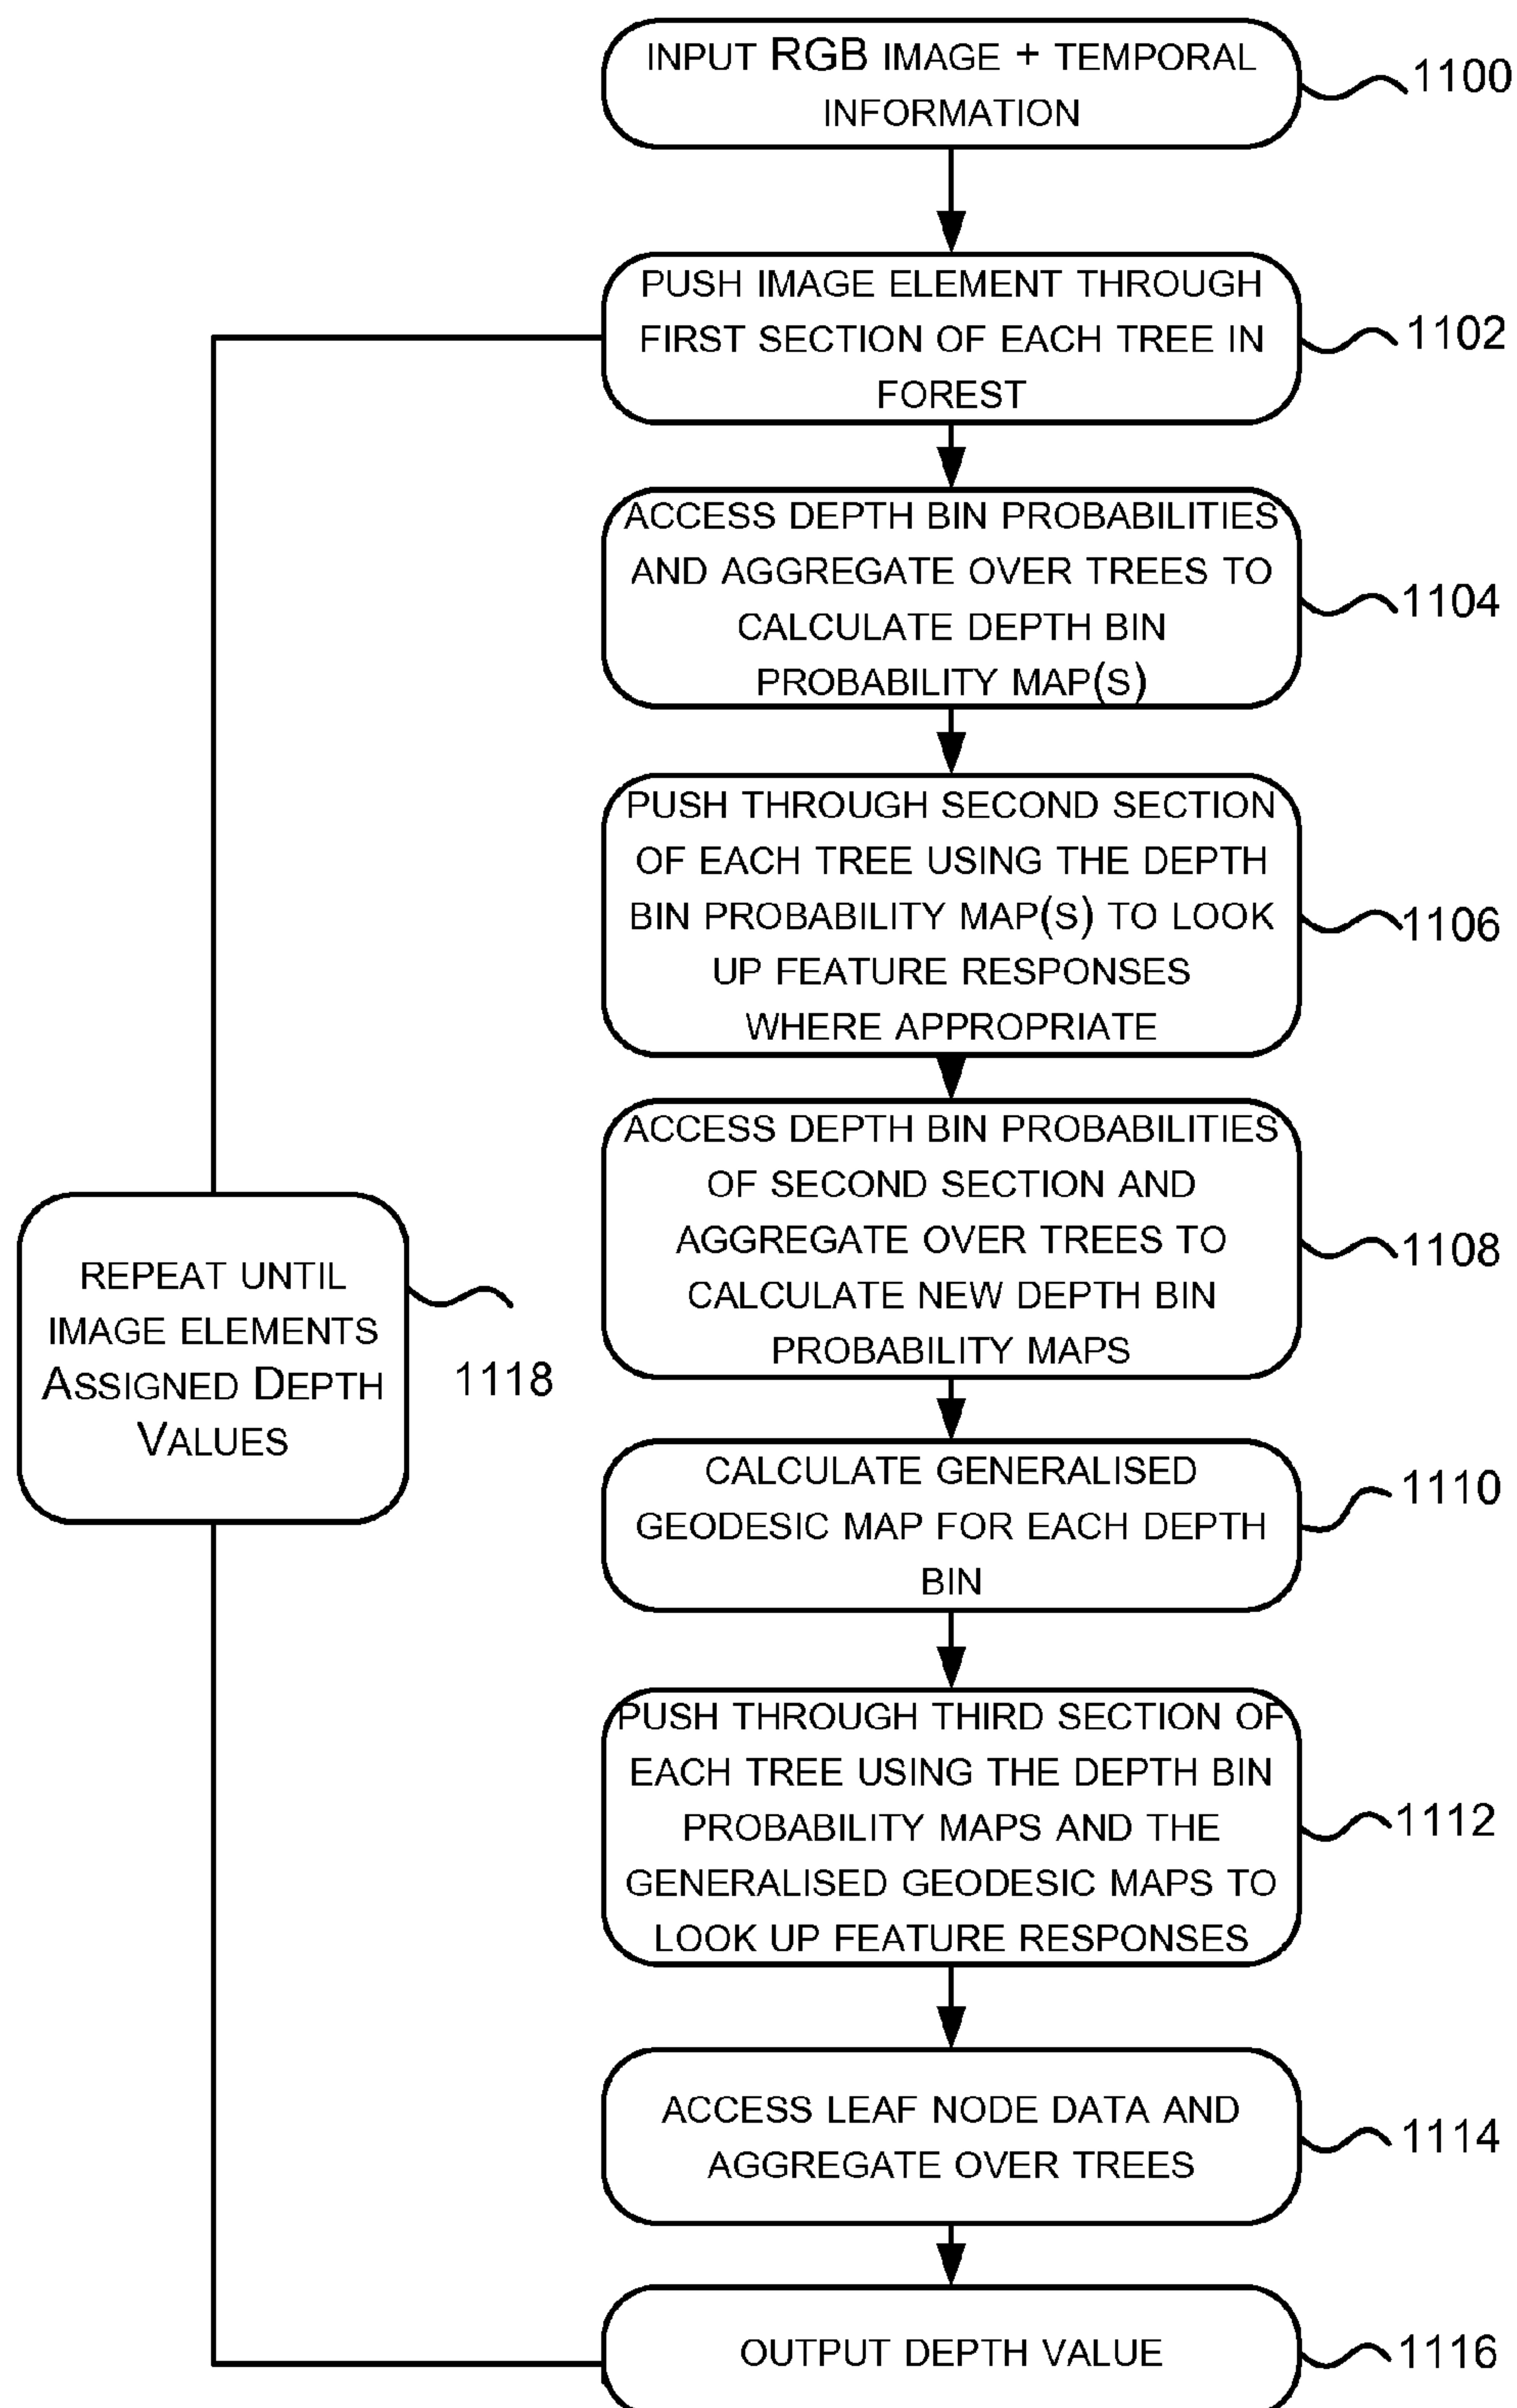 INPUT RGB IMAGE + TEMPORAL
INFORMATION
1100
PUSH IMAGE ELEMENT THROUGH
FIRST SECTION OF EACH TREE IN
FOREST
1102
ACCESS DEPTH BIN PROBABILITIES
AND AGGREGATE OVER TREES TO
CALCULATE DEPTH BIN
PROBABILITY MAP(S)
1104
PUSH THROUGH SECOND SECTION
OF EACH TREE USING THE DEPTH
BIN PROBABILITY MAP(S) TO LOOK
UP FEATURE RESPONSES
WHERE APPROPRIATE
1106
ACCESS DEPTH BIN PROBABILITIES
OF SECOND SECTION AND
AGGREGATE OVER TREES TO
CALCULATE NEW DEPTH BIN
PROBABILITY MAPS
1108
REPEAT UNTIL
IMAGE ELEMENTS
ASSIGNED DEPTH
VALUES
1118
CALCULATE GENERALISED
GEODESIC MAP FOR EACH DEPTH
BIN
1110
PUSH THROUGH THIRD SECTION OF
EACH TREE USING THE DEPTH BIN
PROBABILITY MAPS AND THE
GENERALISED GEODESIC MAPS TO
LOOK UP FEATURE RESPONSES
1112
ACCESS LEAF NODE DATA AND
AGGREGATE OVER TREES
1114
OUTPUT DEPTH VALUE
1116